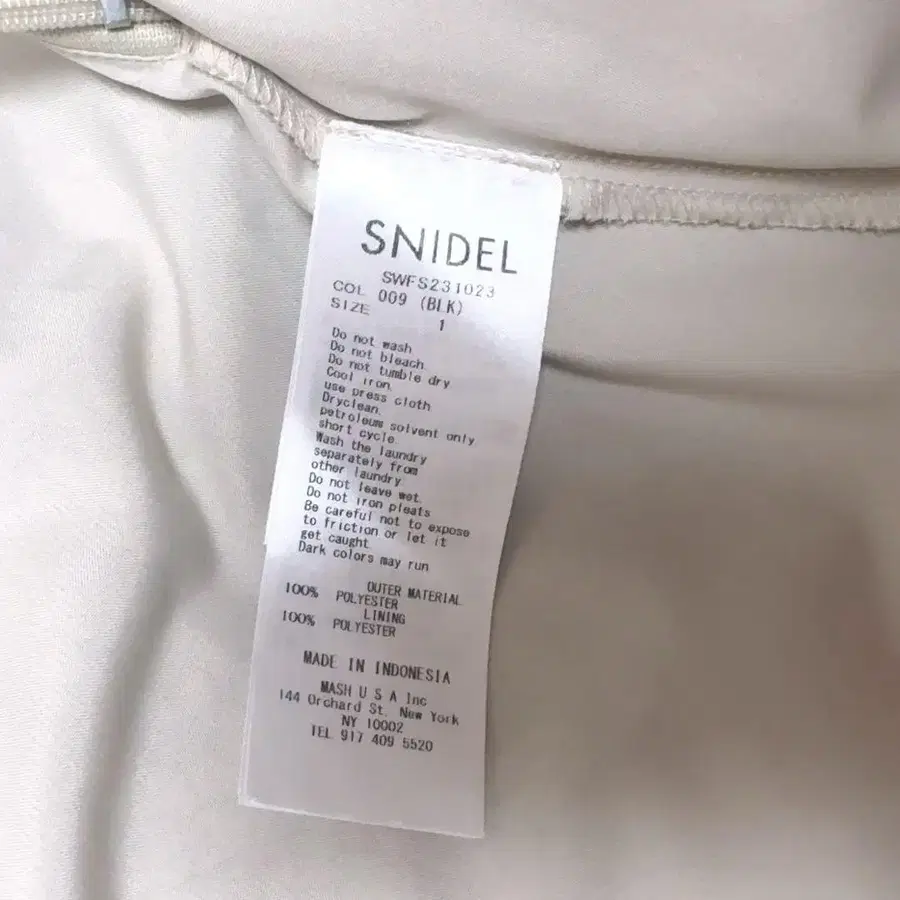 SNIDEL
SWFS231023
COL 009 (BLK)
SIZE 1
Do not wash
Do not bleach.
Do not tumble dry
Cool iron.
use press cloth
Dryclean.
petroleum solvent only
short cycle.
Wash the laundry
separately from
other laundry
Do not leave wet.
Do not iron pleats
Be careful not to expose
to friction or let it
get caught.
Dark colors may run
OUTER MATERIAL
100% POLYESTER
LINING
100% POLYESTER
MADE IN INDONESIA
MASH U S A Inc
144 Orchard St. New York
NY 10002
TEL 917 409 5520